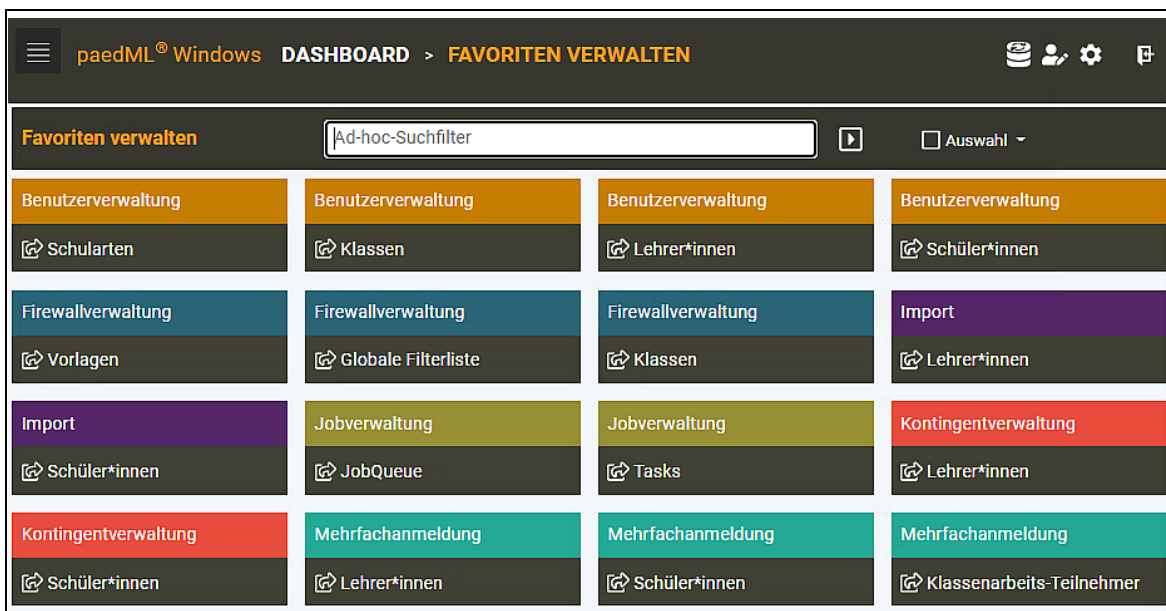 paedML® Windows DASHBOARD > FAVORITEN VERWALTEN
Favoriten verwalten Ad-hoc-Suchfilter Auswahl
Benutzerverwaltung Benutzerverwaltung Benutzerverwaltung Benutzerverwaltung
Schularten Klassen Lehrer*innen Schüler*innen
Firewallverwaltung Firewallverwaltung Firewallverwaltung Import
Vorlagen Globale Filterliste Klassen Lehrer*innen
Import Jobverwaltung Jobverwaltung Kontingentverwaltung
Schüler*innen JobQueue Tasks Lehrer*innen
Kontingentverwaltung Mehrfachanmeldung Mehrfachanmeldung Mehrfachanmeldung
Schüler*innen Lehrer*innen Schüler*innen Klassenarbeits-Teilnehmer